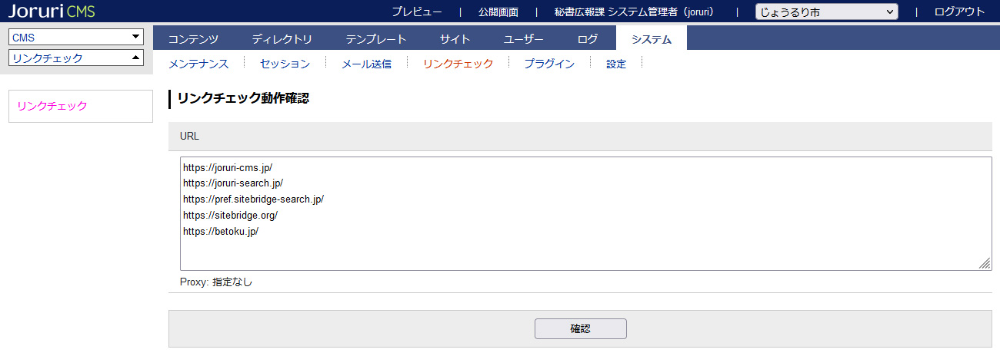 Joruri CMS プレビュー | 公開画面 | 秘書広報課 システム管理者（joruri） | じょうるり市 | ログアウト
CMS
リンクチェック
コンテンツ ディレクトリ テンプレート サイト ユーザー ログ システム
メンテナンス セッション メール送信 リンクチェック プラグイン 設定
リンクチェック
リンクチェック動作確認
URL
https://joruri-cms.jp/
https://joruri-search.jp/
https://pref.sitebridge-search.jp/
https://sitebridge.org/
https://betoku.jp/
Proxy: 指定なし
確認